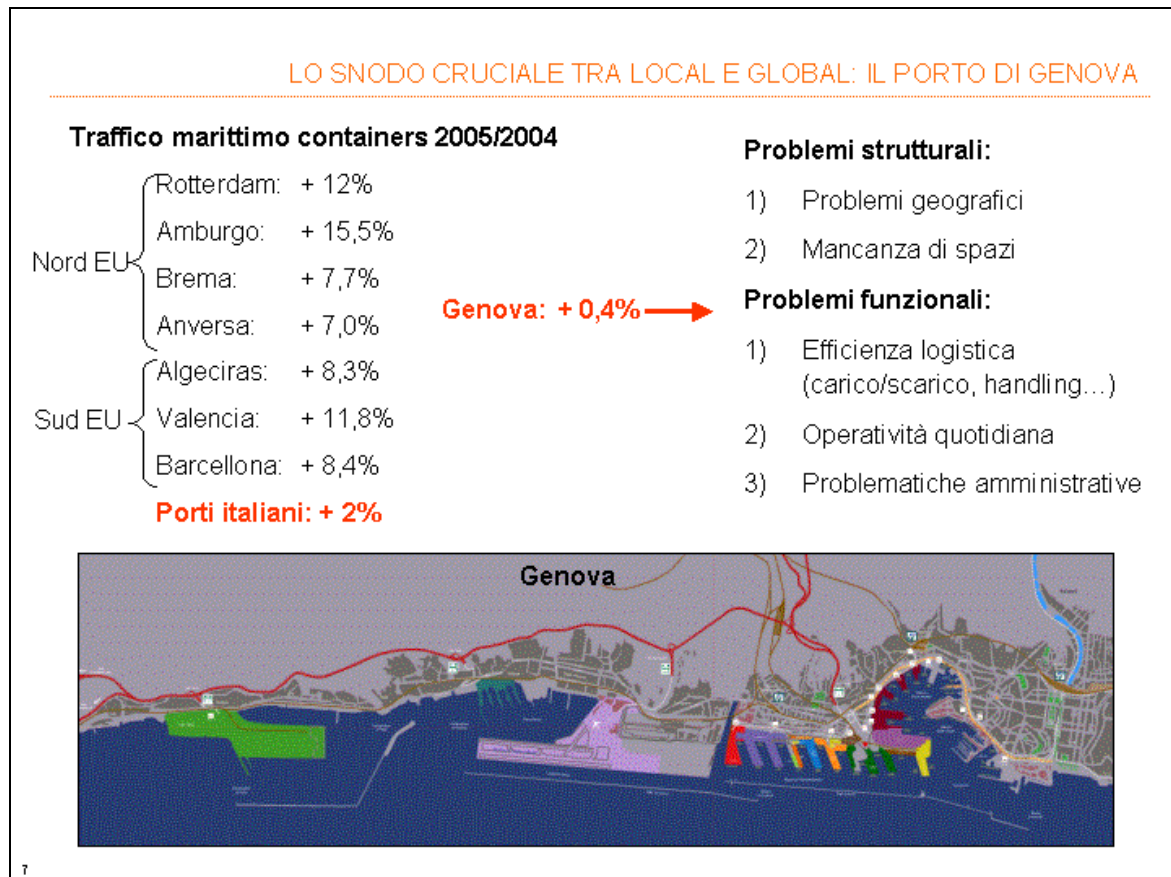 LO SNODO CRUCIALE TRA LOCAL E GLOBAL: IL PORTO DI GENOVA
Traffico marittimo containers 2005/2004
Nord EU
Rotterdam: + 12%
Amburgo: + 15,5%
Brema: + 7,7%
Anversa: + 7,0%
Sud EU
Algeciras: + 8,3%
Valencia: + 11,8%
Barcellona: + 8,4%
Porti italiani: + 2%
Genova: + 0,4%
Problemi strutturali:
1) Problemi geografici
2) Mancanza di spazi
Problemi funzionali:
1) Efficienza logistica
(carico/scarico, handling…)
2) Operatività quotidiana
3) Problematiche amministrative
Genova
7